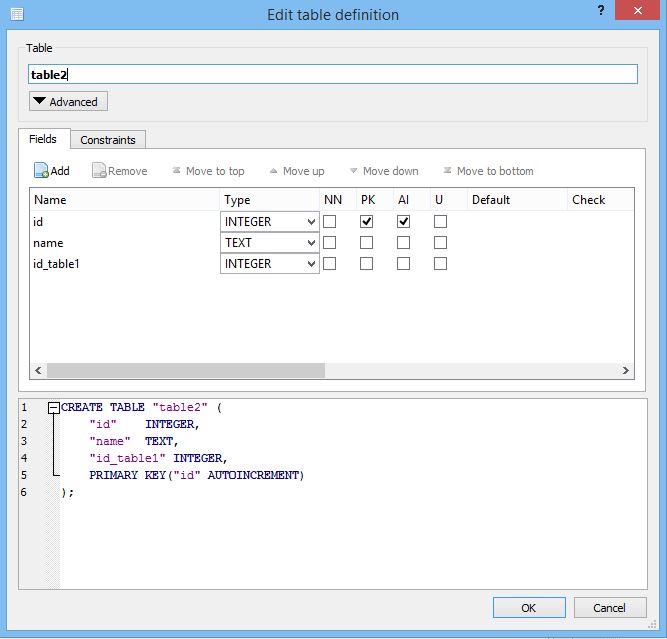 Edit table definition
?
Table
table2
Advanced
Fields Constraints
Add Remove Move to top Move up Move down Move to bottom
Name Type NN PK AI U Default Check
id INTEGER
name TEXT
id_table1 INTEGER
1 CREATE TABLE "table2" (
2 "id" INTEGER,
3 "name" TEXT,
4 "id_table1" INTEGER,
5 PRIMARY KEY("id" AUTOINCREMENT)
6 );
OK Cancel